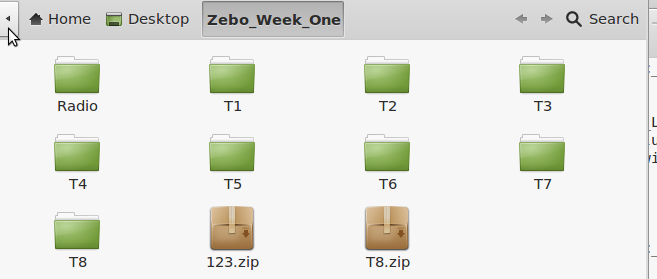 Home Desktop Zebo_Week_One Search
Radio T1 T2 T3
T4 T5 T6 T7
T8 123.zip T8.zip